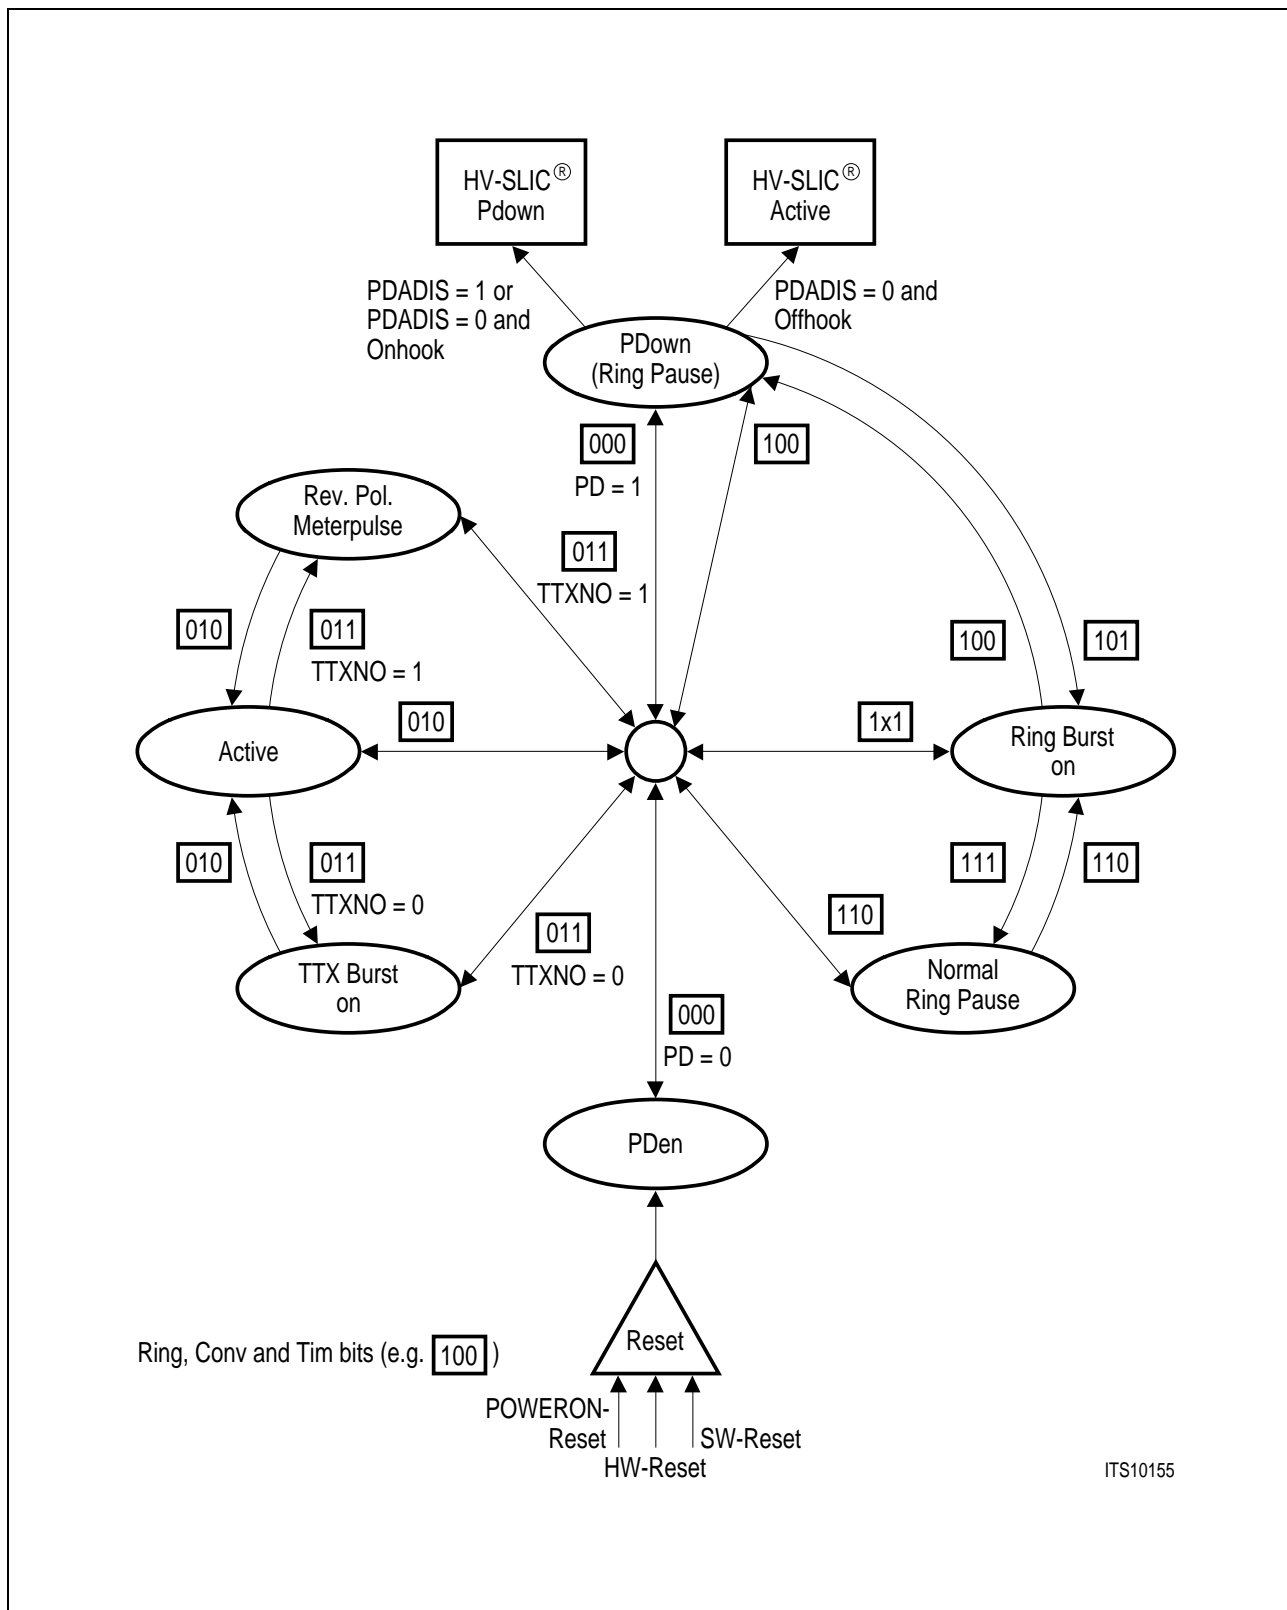 HV-SLIC®
Pdown
HV-SLIC®
Active
PDADIS = 1 or
PDADIS = 0 and
Onhook
PDADIS = 0 and
Offhook
PDown
(Ring Pause)
000
PD = 1
100
Rev. Pol.
Meterpulse
011
TTXNO = 1
010
011
TTXNO = 1
100
101
010
1x1
Active
Ring Burst
on
010
011
TTXNO = 0
111
110
011
TTXNO = 0
110
TTX Burst
on
Normal
Ring Pause
000
PD = 0
PDen
Reset
Ring, Conv and Tim bits (e.g. 100 )
POWERON-
Reset
SW-Reset
HW-Reset
ITS10155